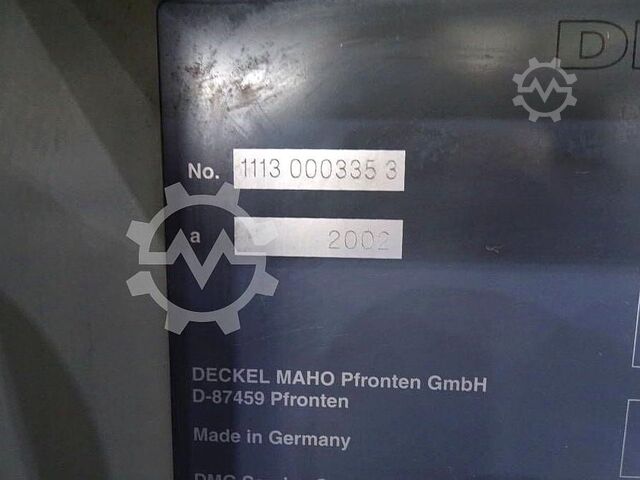 D
No. 1113 000335 3
a 2002
DECKEL MAHO Pfronten GmbH
D-87459 Pfronten
Made in Germany